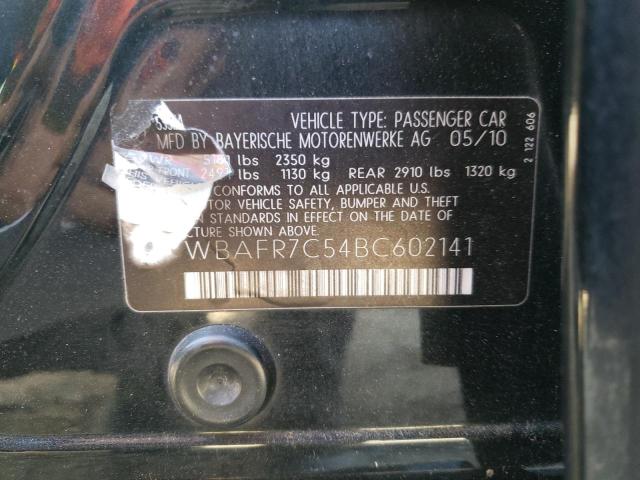 VEHICLE TYPE: PASSENGER CAR
MFD BY BAYERISCHE MOTORENWERKE AG 05/10
lbs 2350 kg
FRONT lbs 1130 kg REAR 2910 lbs 1320 kg
CONFORMS TO ALL APPLICABLE U.S.
VEHICLE SAFETY, BUMPER AND THEFT
STANDARDS IN EFFECT ON THE DATE OF
SHOWN ABOVE.
WBAFR7C54BC602141
2 122 606